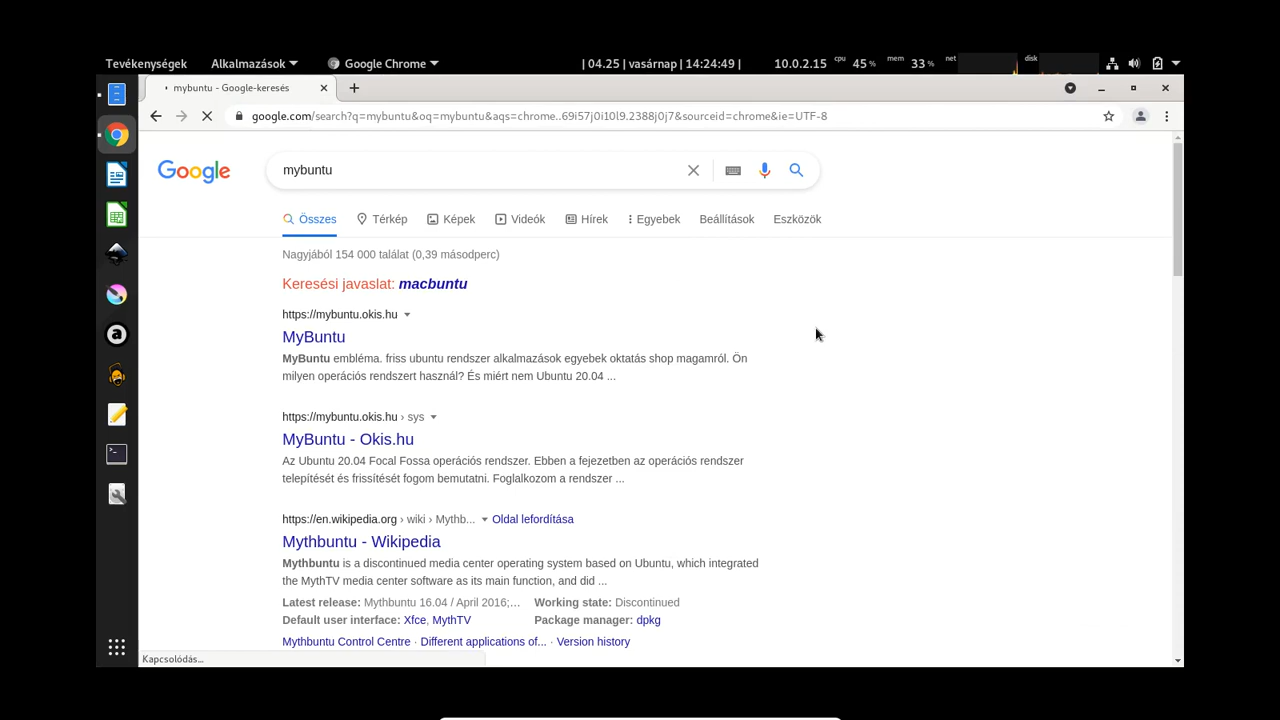 Tevékenységek Alkalmazások Google Chrome | 04.25 | vasárnap | 14:24:49 | 10.0.2.15 cpu 45 % mem 33 % net disk
mybuntu - Google-keresés
google.com/search?q=mybuntu&oq=mybuntu&aqs=chrome..69i57j0i10l9.2388j0j7&sourceid=chrome&ie=UTF-8
Google mybuntu
Összes Térkép Képek Videók Hírek Egyebek Beállítások Eszközök
Nagyjából 154 000 találat (0,39 másodperc)
Keresési javaslat: macbuntu
https://mybuntu.okis.hu
MyBuntu
MyBuntu embléma. friss ubuntu rendszer alkalmazások egyebek oktatás shop magamról. Ön
milyen operációs rendszert használ? És miért nem Ubuntu 20.04 ...
https://mybuntu.okis.hu › sys
MyBuntu - Okis.hu
Az Ubuntu 20.04 Focal Fossa operációs rendszer. Ebben a fejezetben az operációs rendszer
telepítését és frissítését fogom bemutatni. Foglalkozom a rendszer ...
https://en.wikipedia.org › wiki › Mythb... Oldal lefordítása
Mythbuntu - Wikipedia
Mythbuntu is a discontinued media center operating system based on Ubuntu, which integrated
the MythTV media center software as its main function, and did ...
Latest release: Mythbuntu 16.04 / April 2016;... Working state: Discontinued
Default user interface: Xfce, MythTV Package manager: dpkg
Mythbuntu Control Centre · Different applications of... · Version history
Kapcsolódás...